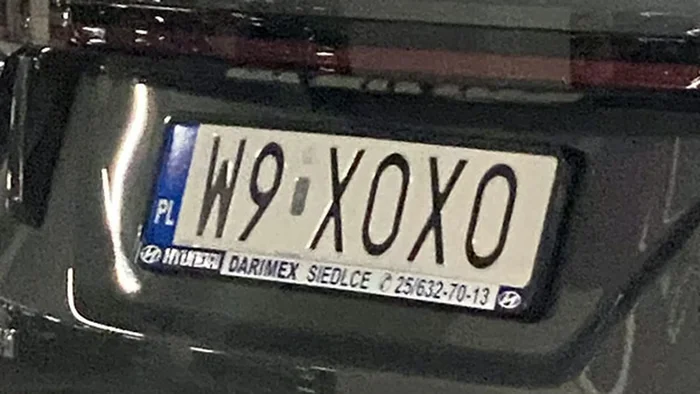 W9 XOXO
PL
HYUNDAI DARIMEX SIEDLCE ✆ 25/632-70-13